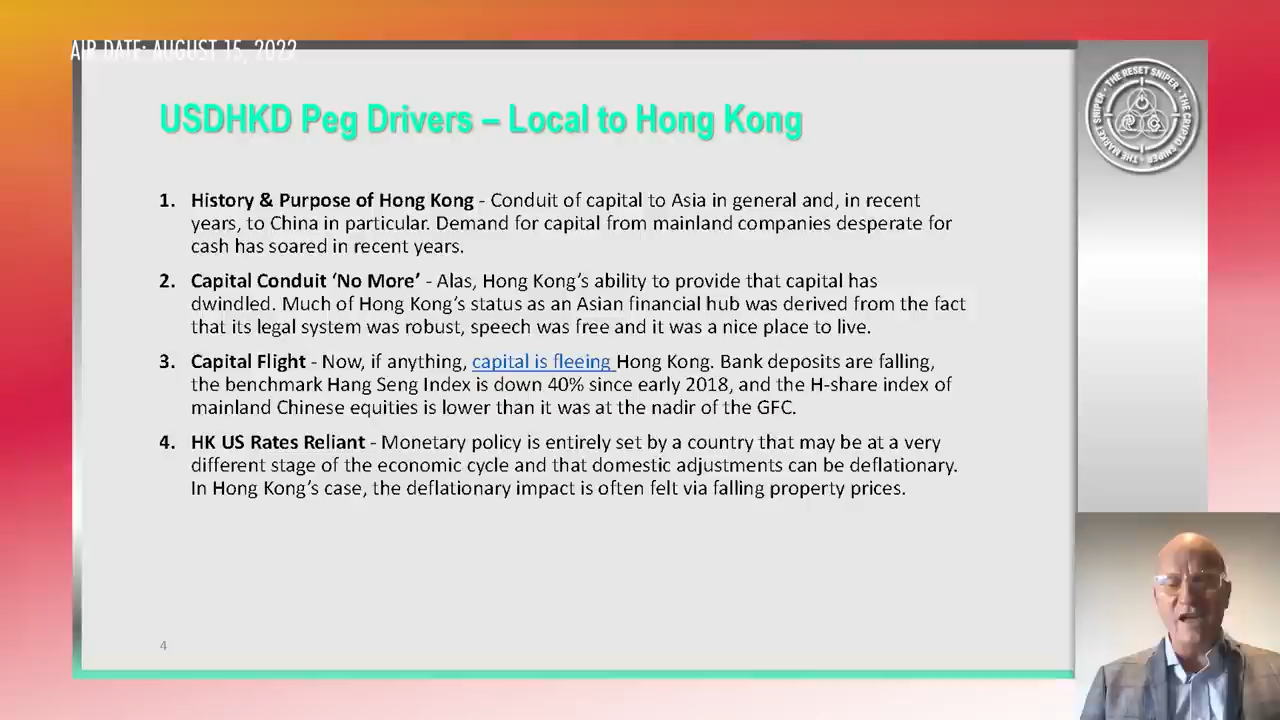 AIR DATE: AUGUST 15, 2022
USDHKD Peg Drivers – Local to Hong Kong
THE RESET SNIPER • THE CRYPTO SNIPER • THE MARKET SNIPER •
1. History & Purpose of Hong Kong - Conduit of capital to Asia in general and, in recent
years, to China in particular. Demand for capital from mainland companies desperate for
cash has soared in recent years.
2. Capital Conduit ‘No More’ - Alas, Hong Kong’s ability to provide that capital has
dwindled. Much of Hong Kong’s status as an Asian financial hub was derived from the fact
that its legal system was robust, speech was free and it was a nice place to live.
3. Capital Flight - Now, if anything, capital is fleeing Hong Kong. Bank deposits are falling,
the benchmark Hang Seng Index is down 40% since early 2018, and the H-share index of
mainland Chinese equities is lower than it was at the nadir of the GFC.
4. HK US Rates Reliant - Monetary policy is entirely set by a country that may be at a very
different stage of the economic cycle and that domestic adjustments can be deflationary.
In Hong Kong’s case, the deflationary impact is often felt via falling property prices.
4